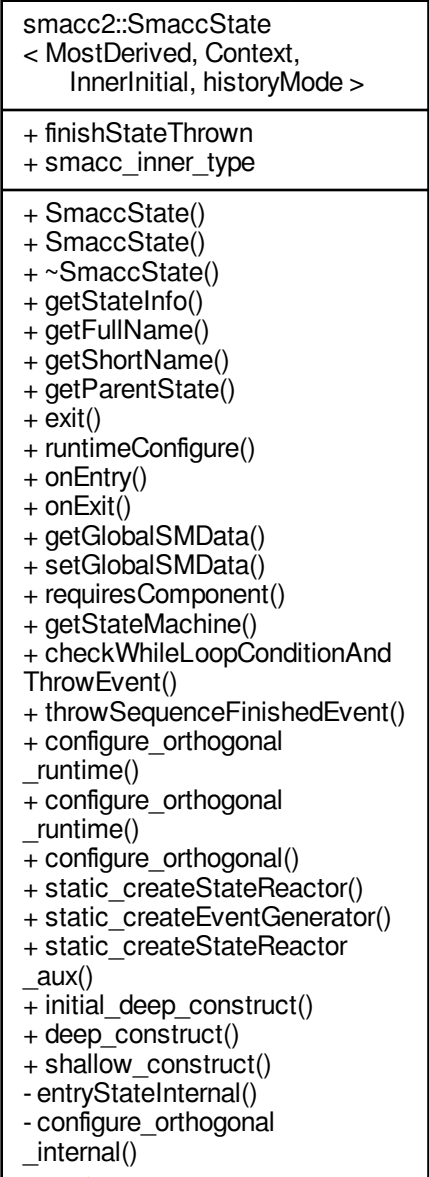 smacc2::SmaccState
< MostDerived, Context,
InnerInitial, historyMode >
+ finishStateThrown
+ smacc_inner_type
+ SmaccState()
+ SmaccState()
+ ~SmaccState()
+ getStateInfo()
+ getFullName()
+ getShortName()
+ getParentState()
+ exit()
+ runtimeConfigure()
+ onEntry()
+ onExit()
+ getGlobalSMData()
+ setGlobalSMData()
+ requiresComponent()
+ getStateMachine()
+ checkWhileLoopConditionAnd
ThrowEvent()
+ throwSequenceFinishedEvent()
+ configure_orthogonal
_runtime()
+ configure_orthogonal
_runtime()
+ configure_orthogonal()
+ static_createStateReactor()
+ static_createEventGenerator()
+ static_createStateReactor
_aux()
+ initial_deep_construct()
+ deep_construct()
+ shallow_construct()
- entryStateInternal()
- configure_orthogonal
_internal()